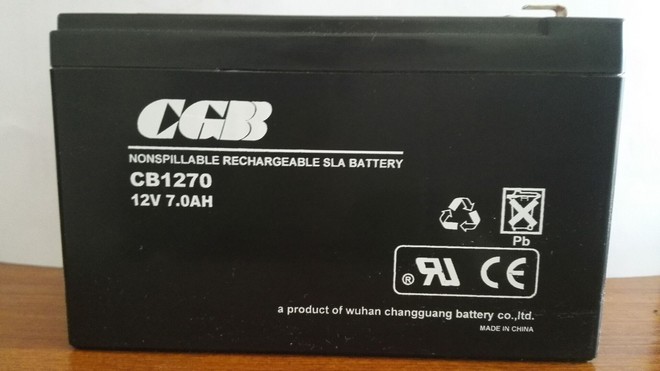 CGB
NONSPILLABLE RECHARGEABLE SLA BATTERY
CB1270
12V 7.0AH
Pb
® RU CE
a product of wuhan changguang battery co.,ltd.
MADE IN CHINA